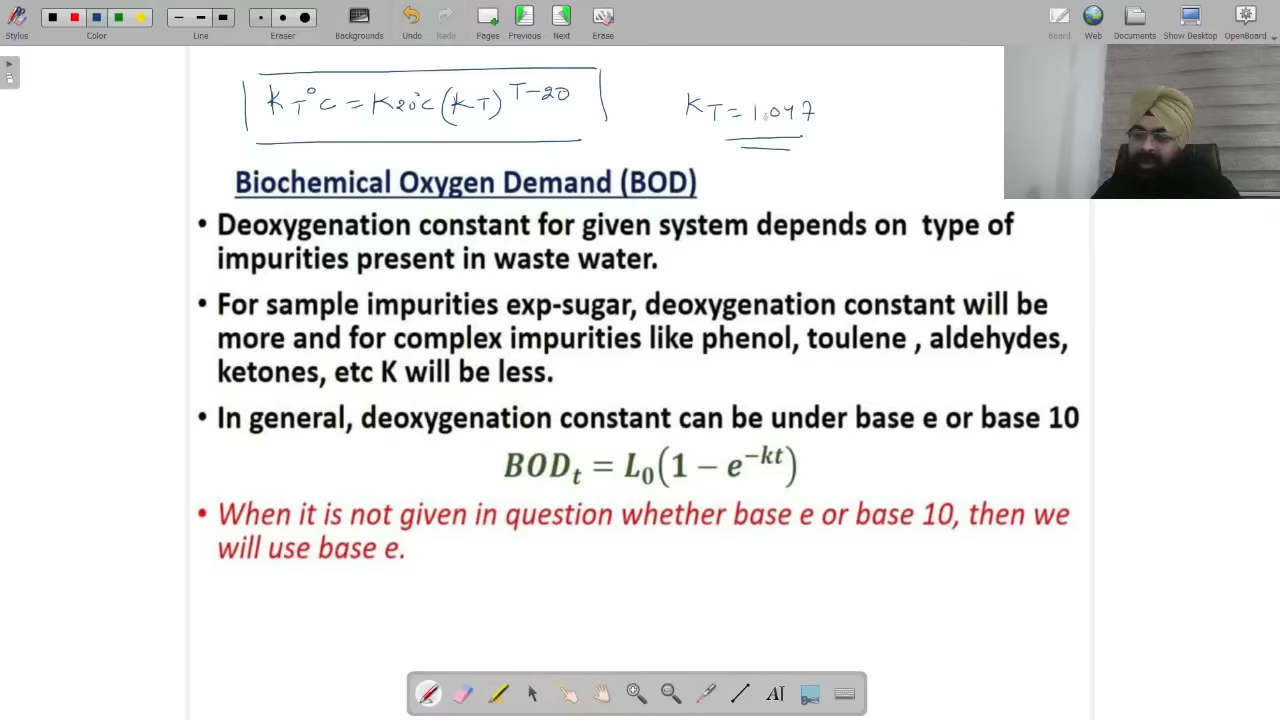 Stylus
Color
Line
Eraser
Backgrounds
Undo
Redo
Pages
Previous
Next
Erase
Board
Web
Documents
Show Desktop
OpenBoard
K T°C = K20°C (KT)^T-20
KT = 1.047
Biochemical Oxygen Demand (BOD)
• Deoxygenation constant for given system depends on type of
impurities present in waste water.
• For sample impurities exp-sugar, deoxygenation constant will be
more and for complex impurities like phenol, toulene , aldehydes,
ketones, etc K will be less.
• In general, deoxygenation constant can be under base e or base 10
BODₜ = L₀(1 − e^−kt)
• When it is not given in question whether base e or base 10, then we
will use base e.
AI